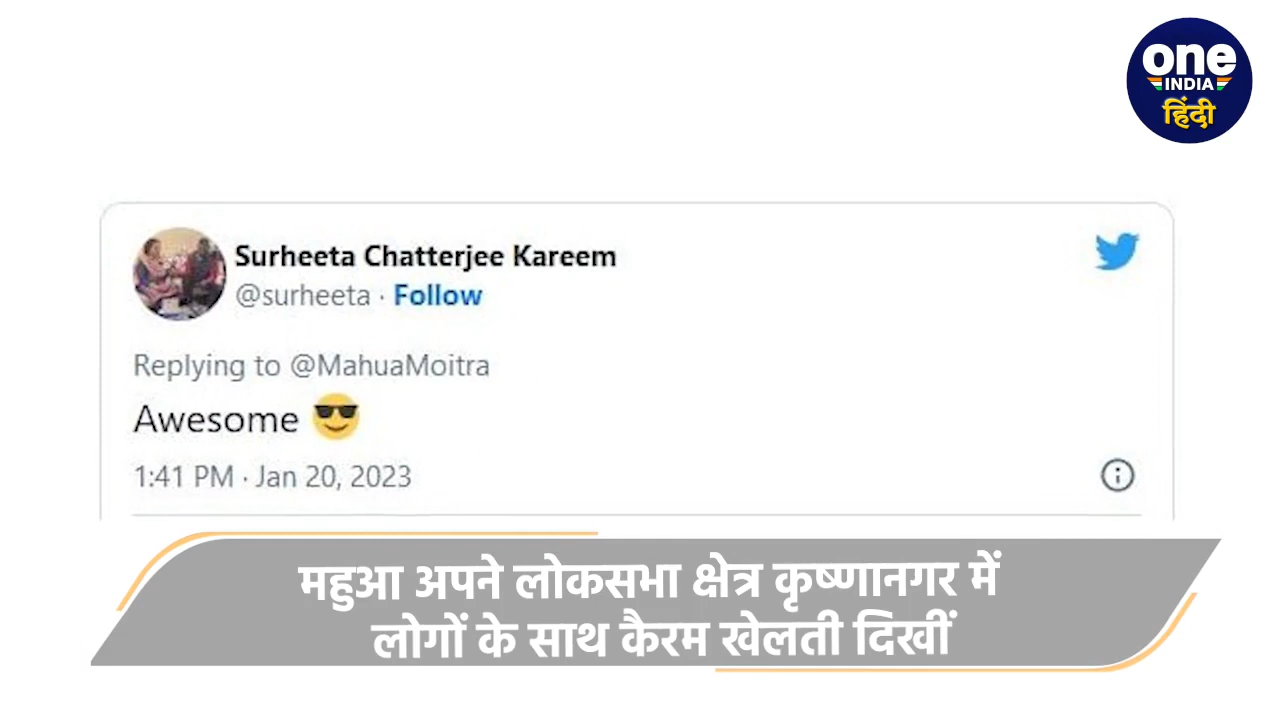 one
INDIA
हिंदी
Surheeta Chatterjee Kareem
@surheeta · Follow
Replying to @MahuaMoitra
Awesome 😎
1:41 PM · Jan 20, 2023
महुआ अपने लोकसभा क्षेत्र कृष्णानगर में
लोगों के साथ कैरम खेलती दिखीं